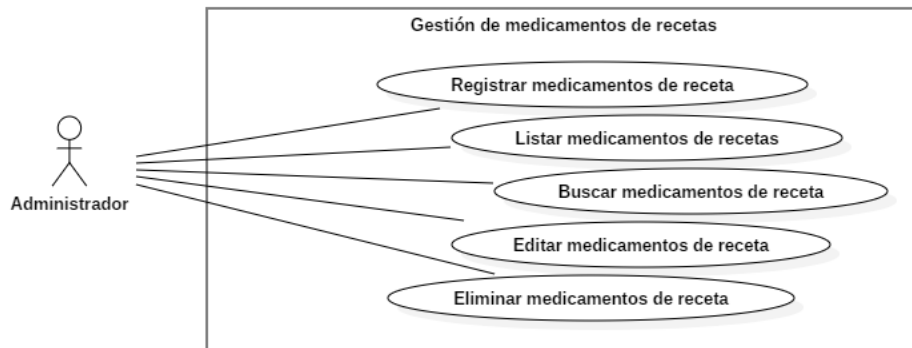 Gestión de medicamentos de recetas
Registrar medicamentos de receta
Listar medicamentos de recetas
Buscar medicamentos de receta
Administrador
Editar medicamentos de receta
Eliminar medicamentos de receta